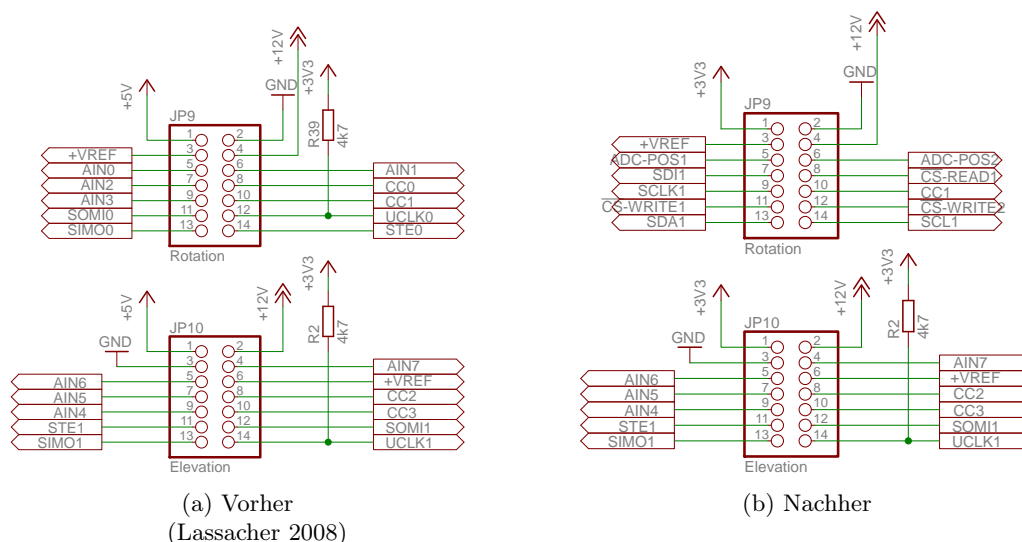 +12V
+5V
+3V3
GND
JP9
R39
4k7
1 2
+VREF 3 4
AIN0 5 6 AIN1
AIN2 7 8 CC0
AIN3 9 10 CC1
SOMI0 11 12 UCLK0
SIMO0 13 14 STE0
Rotation
+5V
+12V
+3V3
GND
JP10
R2
4k7
1 2
3 4 AIN7
AIN6 5 6 +VREF
AIN5 7 8 CC2
AIN4 9 10 CC3
STE1 11 12 SOMI1
SIMO1 13 14 UCLK1
Elevation
(a) Vorher
(Lassacher 2008)
+12V
+3V3
GND
JP9
1 2
+VREF 3 4
ADC-POS1 5 6 ADC-POS2
SDI1 7 8 CS-READ1
SCLK1 9 10 CC1
CS-WRITE1 11 12 CS-WRITE2
SDA1 13 14 SCL1
Rotation
+3V3
+12V
+3V3
GND
JP10
R2
4k7
1 2
3 4 AIN7
AIN6 5 6 +VREF
AIN5 7 8 CC2
AIN4 9 10 CC3
STE1 11 12 SOMI1
SIMO1 13 14 UCLK1
Elevation
(b) Nachher